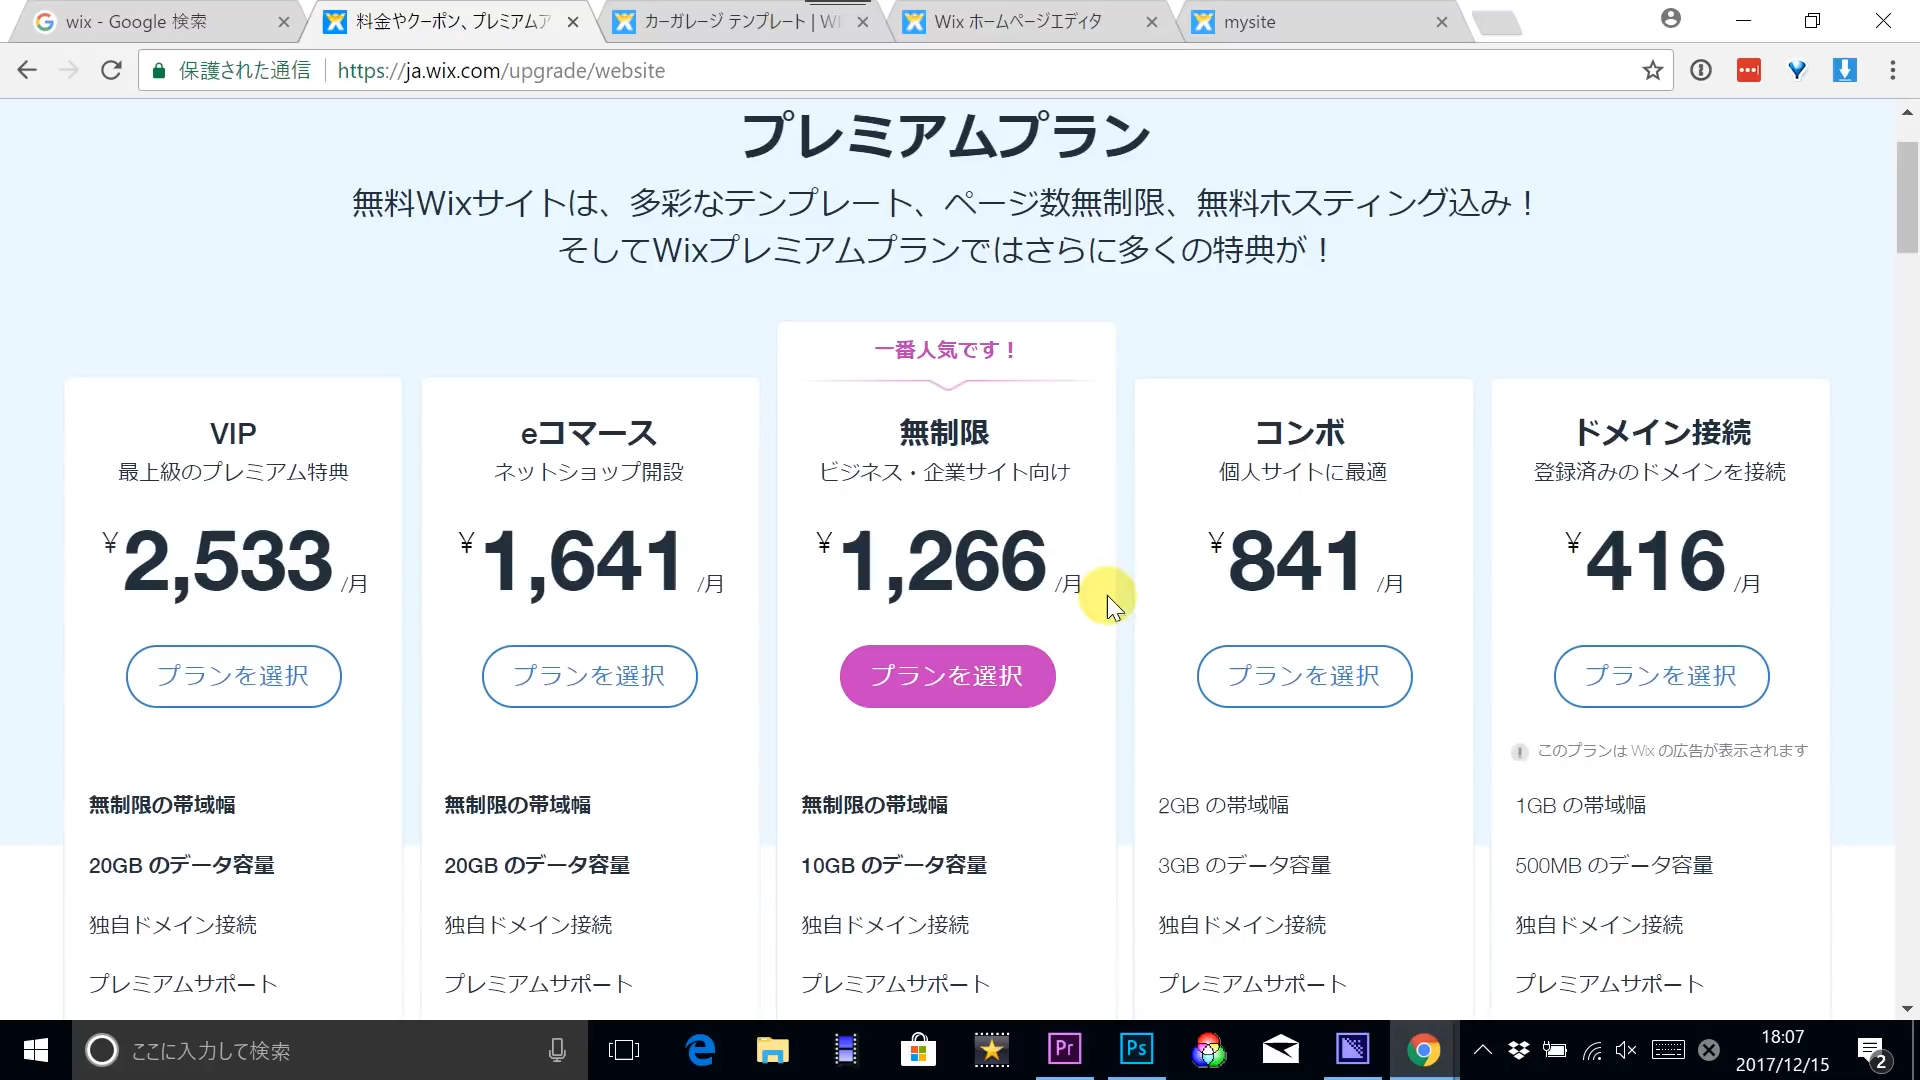 wix - Google 検索
料金やクーポン、プレミアムア
カーガレージ テンプレート | WI
Wix ホームページエディタ
mysite
保護された通信
https://ja.wix.com/upgrade/website
プレミアムプラン
無料Wixサイトは、多彩なテンプレート、ページ数無制限、無料ホスティング込み！
そしてWixプレミアムプランではさらに多くの特典が！
一番人気です！
VIP
最上級のプレミアム特典
¥2,533 /月
プランを選択
無制限の帯域幅
20GB のデータ容量
独自ドメイン接続
プレミアムサポート
eコマース
ネットショップ開設
¥1,641 /月
プランを選択
無制限の帯域幅
20GB のデータ容量
独自ドメイン接続
プレミアムサポート
無制限
ビジネス・企業サイト向け
¥1,266 /月
プランを選択
無制限の帯域幅
10GB のデータ容量
独自ドメイン接続
プレミアムサポート
コンボ
個人サイトに最適
¥841 /月
プランを選択
2GB の帯域幅
3GB のデータ容量
独自ドメイン接続
プレミアムサポート
ドメイン接続
登録済みのドメインを接続
¥416 /月
プランを選択
このプランは Wix の広告が表示されます
1GB の帯域幅
500MB のデータ容量
独自ドメイン接続
プレミアムサポート
ここに入力して検索
Pr
Ps
18:07
2017/12/15
2